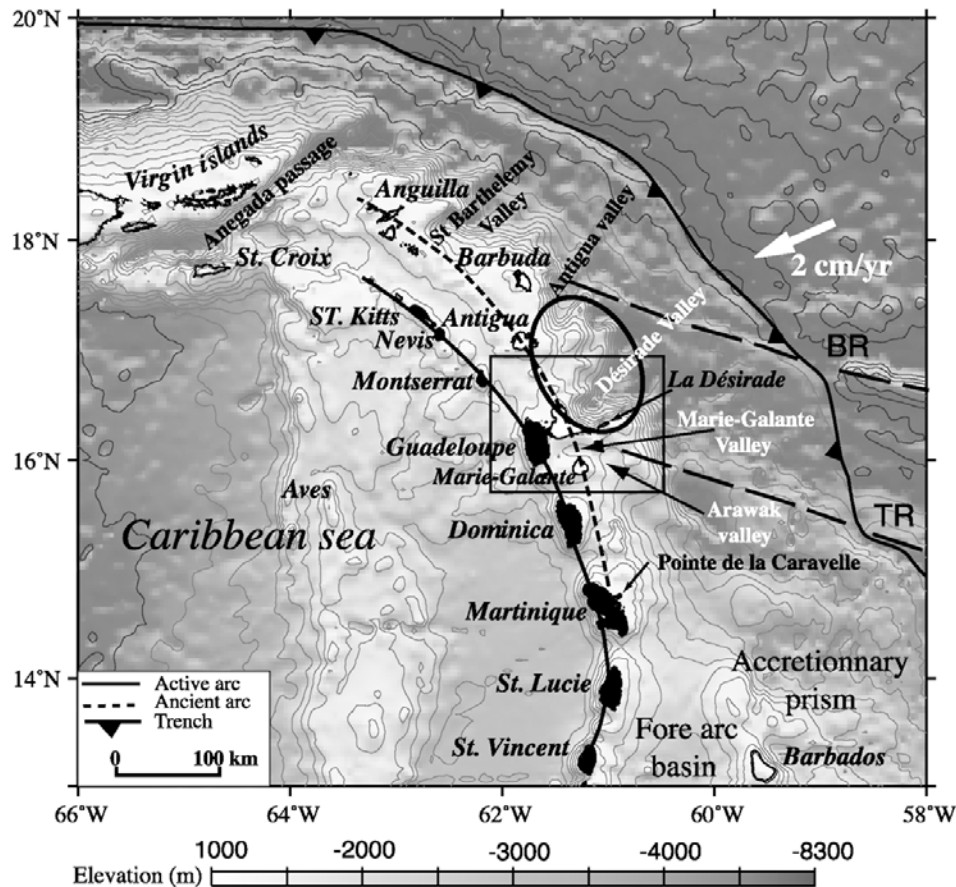 20°N
18°N
16°N
14°N
Virgin islands
Anegada passage
Anguilla
St Barthelemy
Valley
Antigua valley
St. Croix
Barbuda
2 cm/yr
ST. Kitts
Antigua
Nevis
Désirade Valley
BR
Montserrat
La Désirade
Marie-Galante
Valley
Guadeloupe
Marie-Galante
Aves
Arawak
valley
TR
Caribbean sea
Dominica
Pointe de la Caravelle
Martinique
Accretionnary
prism
St. Lucie
Active arc
Ancient arc
Trench
0 100 km
St. Vincent
Fore arc
basin
Barbados
66°W 64°W 62°W 60°W 58°W
1000 -2000 -3000 -4000 -8300
Elevation (m)